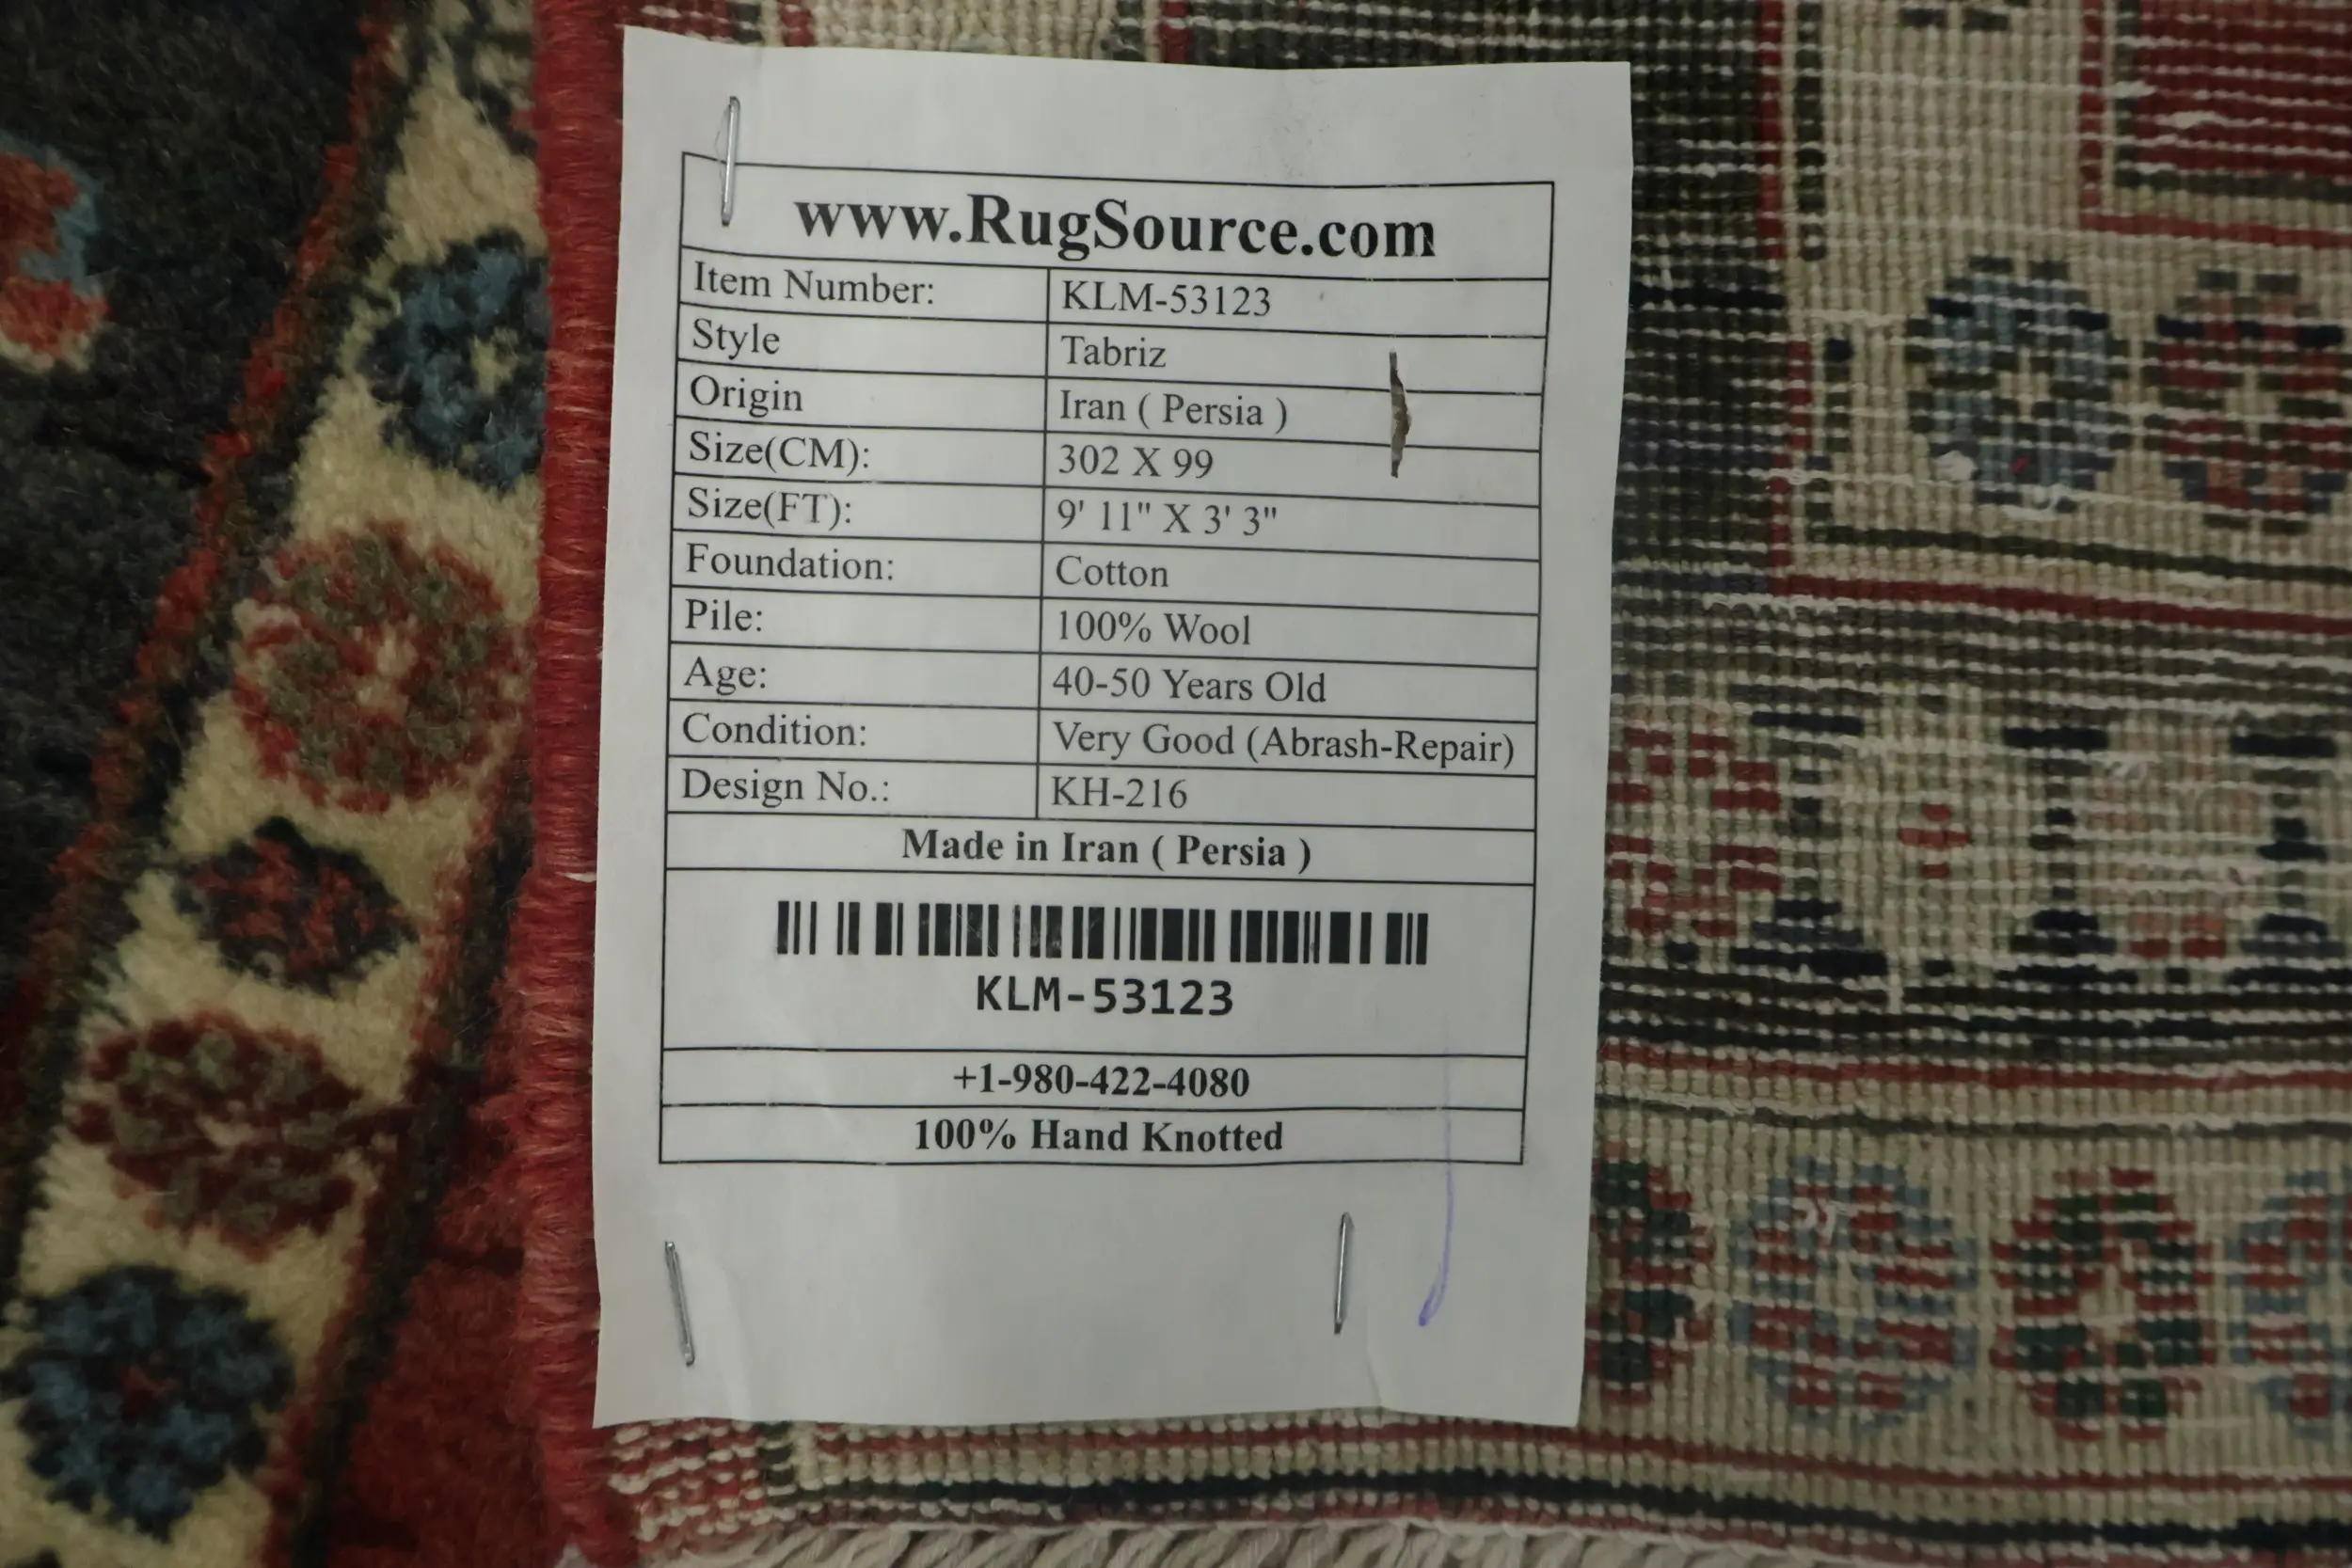 www.RugSource.com
Item Number: KLM-53123
Style Tabriz
Origin Iran ( Persia )
Size(CM): 302 X 99
Size(FT): 9' 11" X 3' 3"
Foundation: Cotton
Pile: 100% Wool
Age: 40-50 Years Old
Condition: Very Good (Abrash-Repair)
Design No.: KH-216
Made in Iran ( Persia )
KLM-53123
+1-980-422-4080
100% Hand Knotted